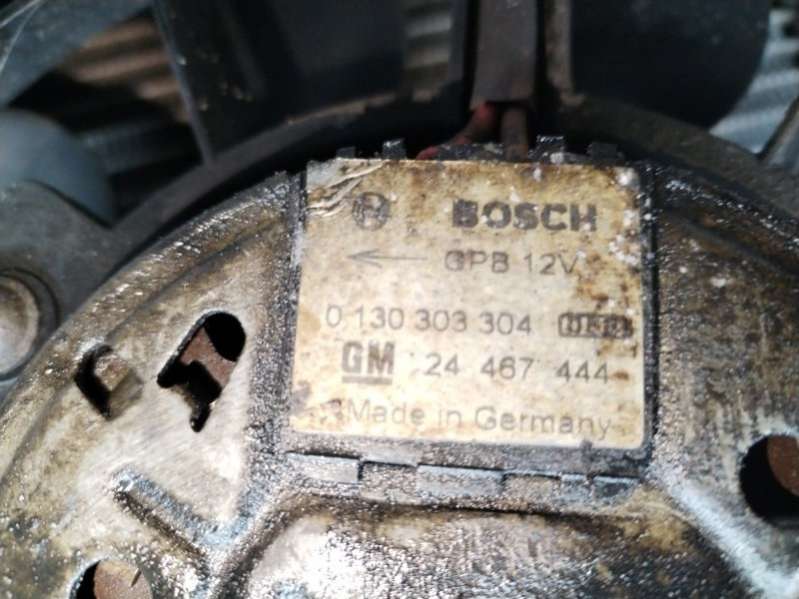 BOSCH
GPB 12V
0 130 303 304
GM 24 467 444
Made in Germany